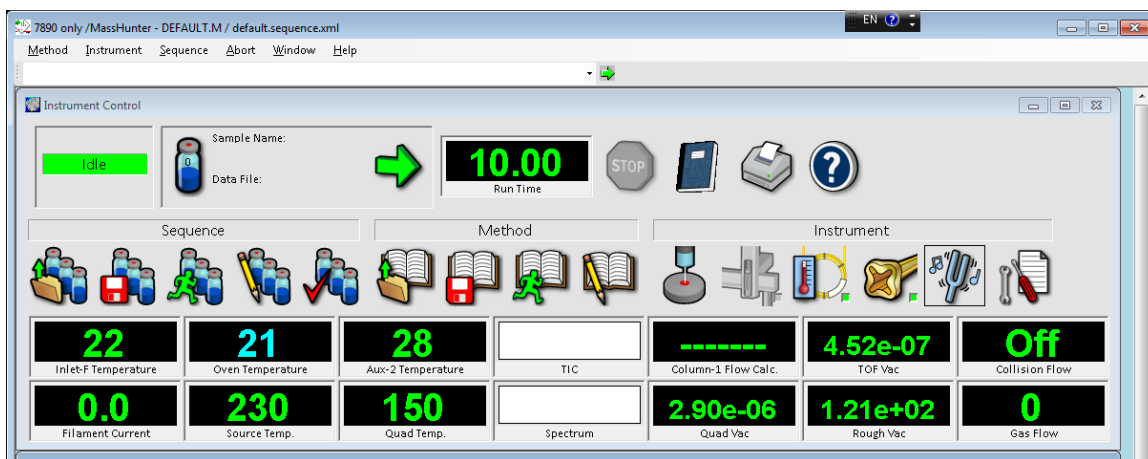 7890 only /MassHunter - DEFAULT.M / default.sequence.xml
EN ?
Method Instrument Sequence Abort Window Help
Instrument Control
Idle
0
Sample Name:
Data File:
10.00
Run Time
STOP
?
Sequence
Method
Instrument
22
Inlet-F Temperature
21
Oven Temperature
28
Aux-2 Temperature
TIC
-------
Column-1 Flow Calc.
4.52e-07
TOF Vac
Off
Collision Flow
0.0
Filament Current
230
Source Temp.
150
Quad Temp.
Spectrum
2.90e-06
Quad Vac
1.21e+02
Rough Vac
0
Gas Flow